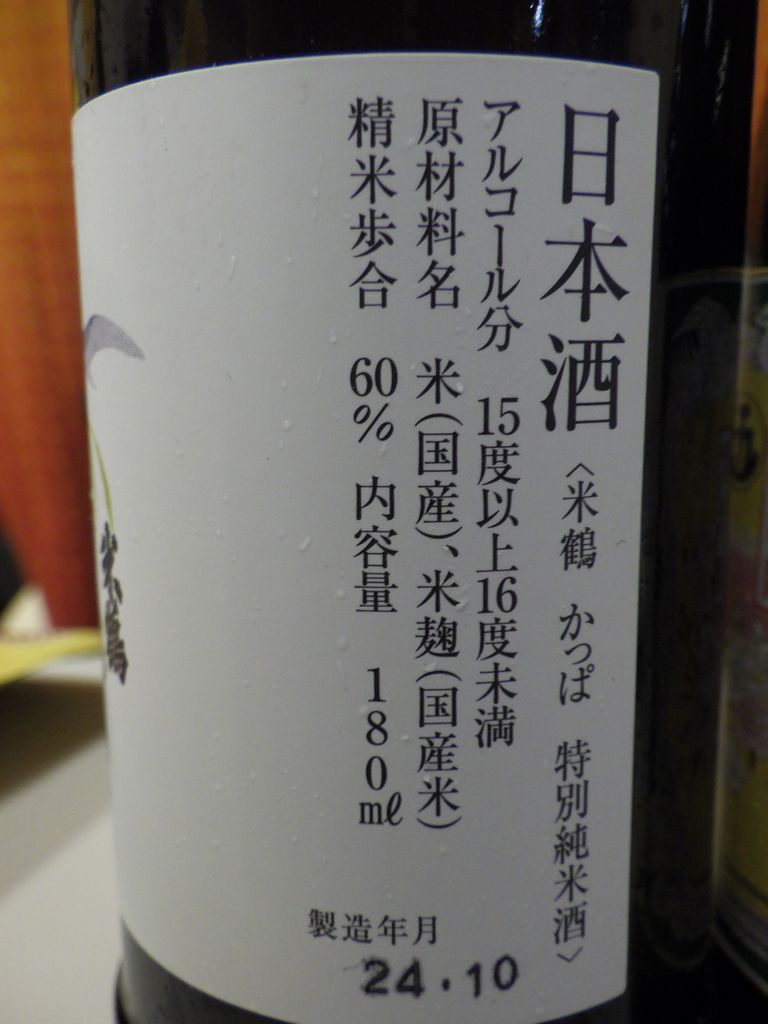 日本酒 〈米鶴 かっぱ 特別純米酒〉
アルコール分 15度以上16度未満
原材料名 米(国産)、米麹(国産米)
精米歩合 60% 内容量 180mℓ
製造年月
24.10
米鶴